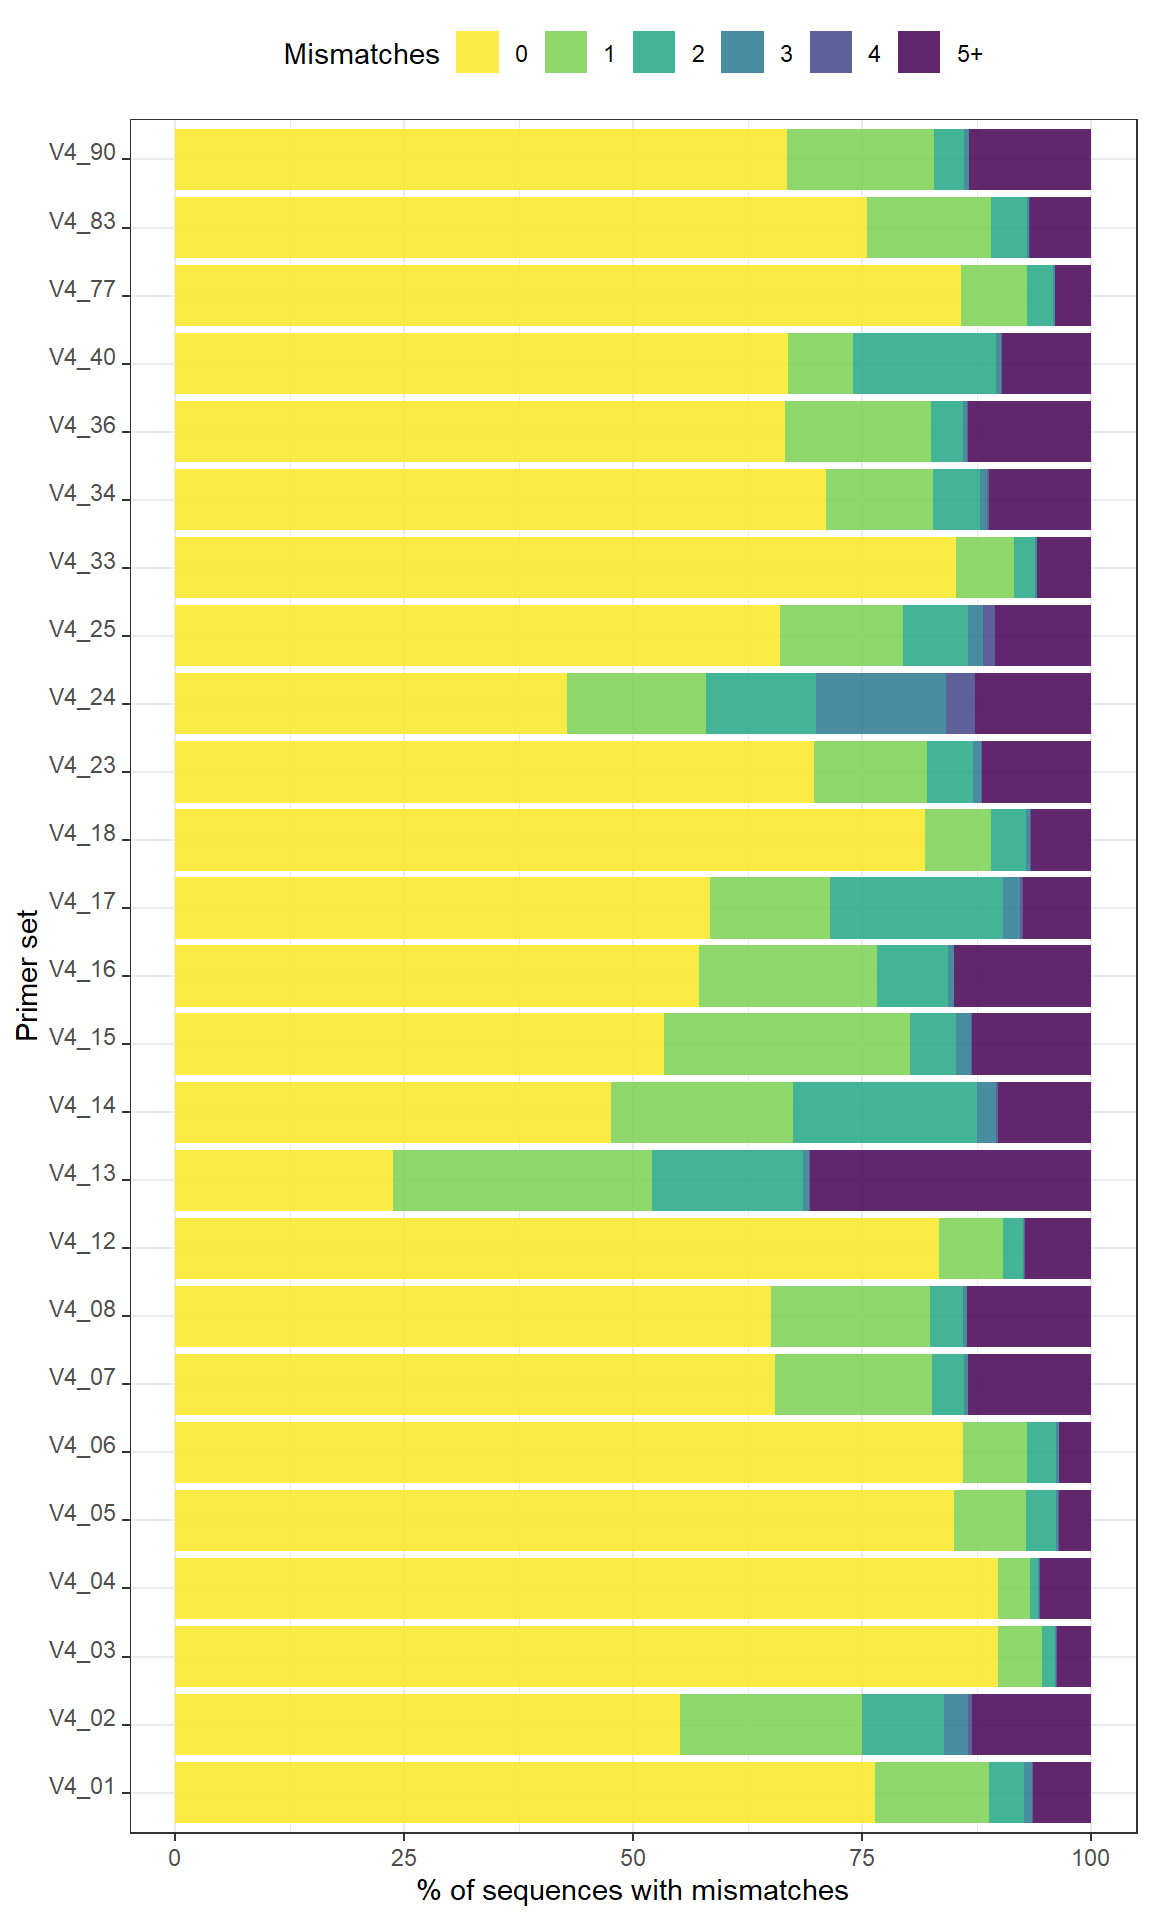 Mismatches 0 1 2 3 4 5+
V4_90
V4_83
V4_77
V4_40
V4_36
V4_34
V4_33
V4_25
V4_24
V4_23
V4_18
V4_17
V4_16
V4_15
V4_14
V4_13
V4_12
V4_08
V4_07
V4_06
V4_05
V4_04
V4_03
V4_02
V4_01
Primer set
0 25 50 75 100
% of sequences with mismatches